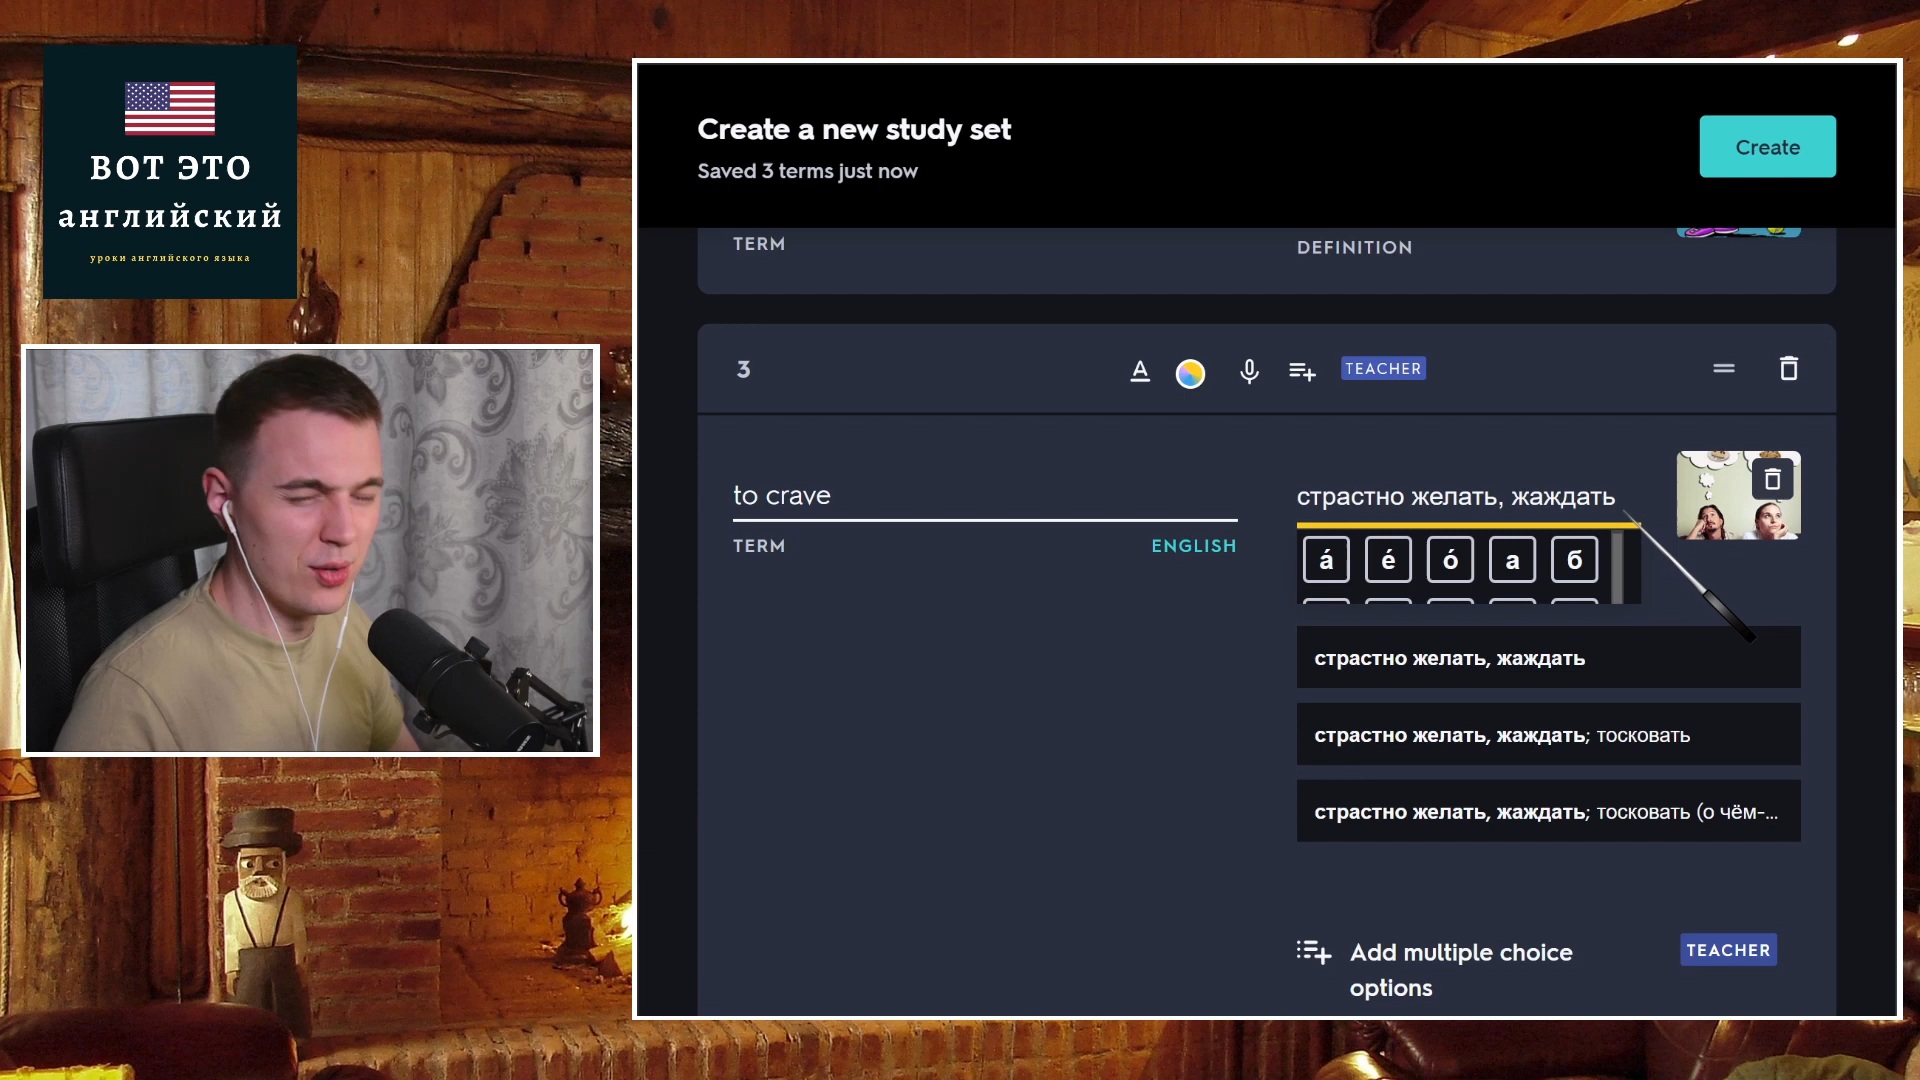 ВОТ ЭТО
английский
уроки английского языка
Create a new study set
Saved 3 terms just now
Create
TERM
DEFINITION
3
A
TEACHER
to crave
страстно желать, жаждать
TERM
ENGLISH
á é ó а б
страстно желать, жаждать
страстно желать, жаждать; тосковать
страстно желать, жаждать; тосковать (о чём-...
Add multiple choice
options
TEACHER